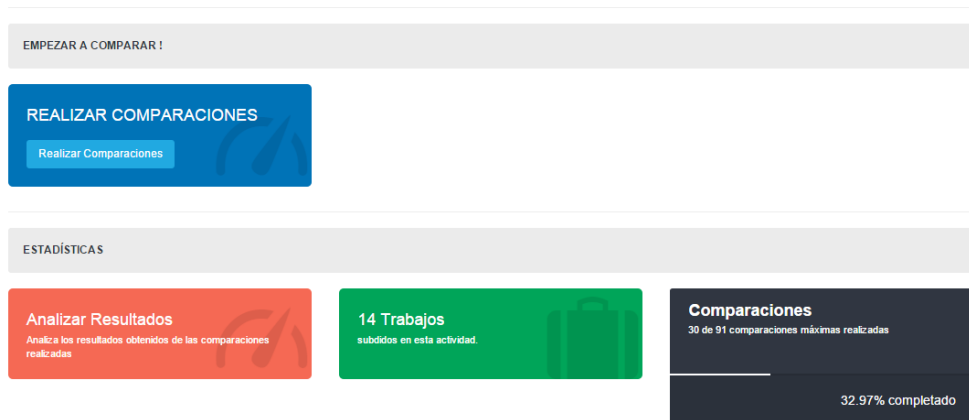 EMPEZAR A COMPARAR !
REALIZAR COMPARACIONES
Realizar Comparaciones
ESTADÍSTICAS
Analizar Resultados
Analiza los resultados obtenidos de las comparaciones
realizadas
14 Trabajos
subdidos en esta actividad.
Comparaciones
30 de 91 comparaciones máximas realizadas
32.97% completado